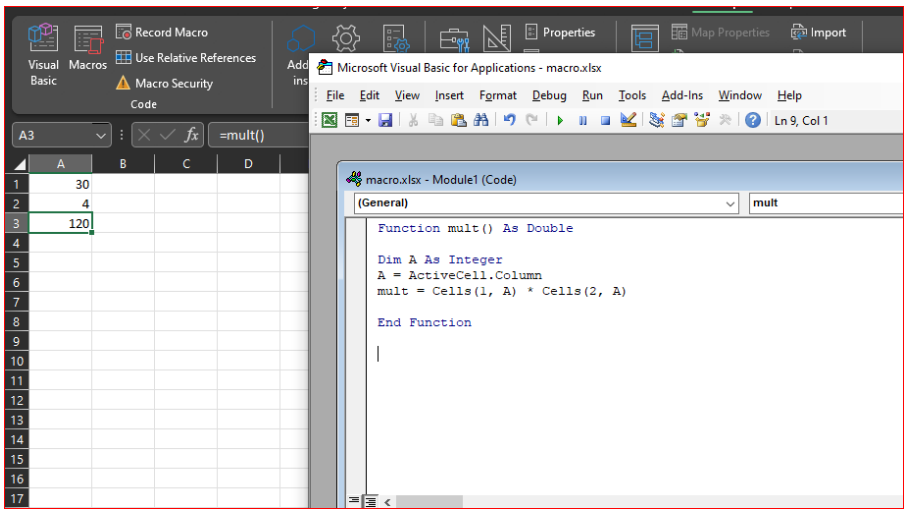 Record Macro
Use Relative References
Macro Security
Visual Basic
Macros
Code
Add
ins
Properties
Map Properties
Import
Microsoft Visual Basic for Applications - macro.xlsx
File Edit View Insert Format Debug Run Tools Add-Ins Window Help
Ln 9, Col 1
A3
fx
=mult()
A B C D
1 30
2 4
3 120
4
5
6
7
8
9
10
11
12
13
14
15
16
17
macro.xlsx - Module1 (Code)
(General)
mult
Function mult() As Double
Dim A As Integer
A = ActiveCell.Column
mult = Cells(1, A) * Cells(2, A)
End Function